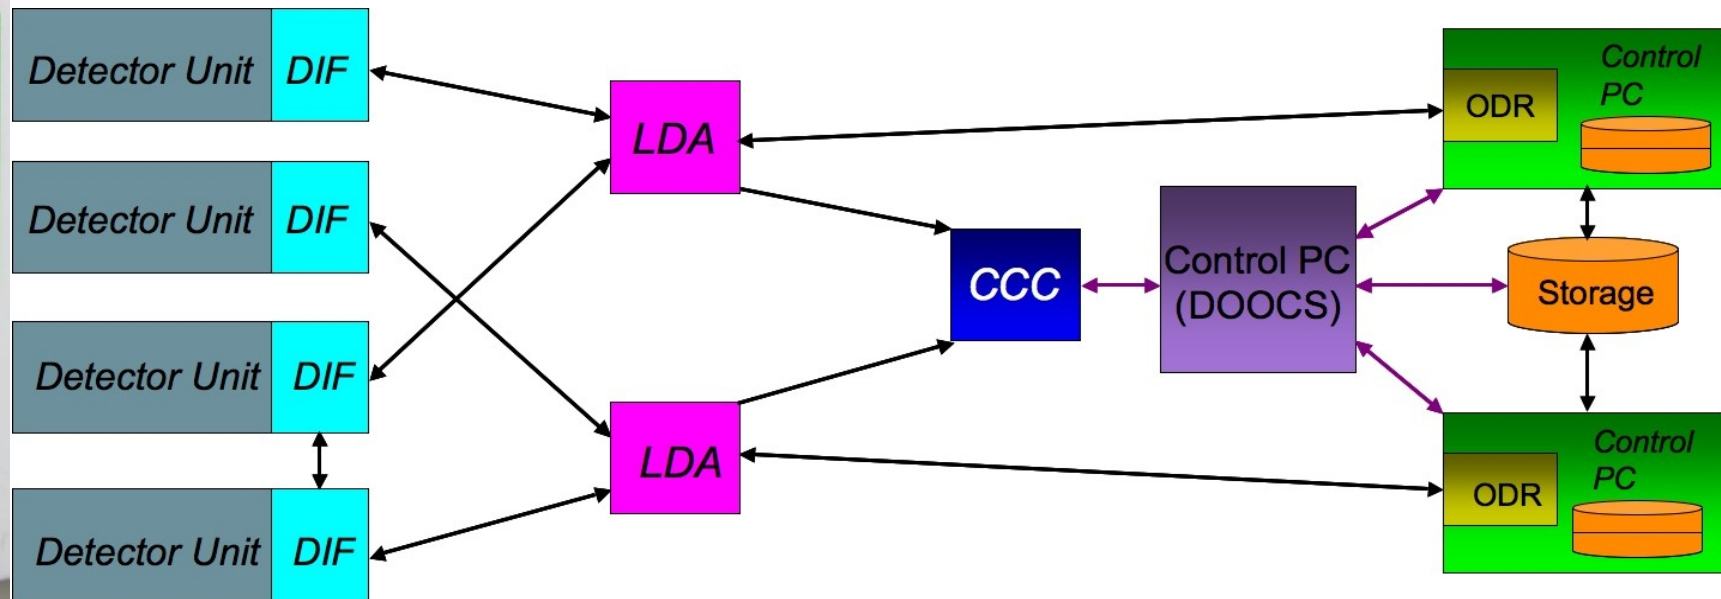 Detector Unit DIF
Detector Unit DIF
Detector Unit DIF
Detector Unit DIF
LDA
LDA
CCC
Control PC
(DOOCS)
ODR
Control
PC
Storage
ODR
Control
PC